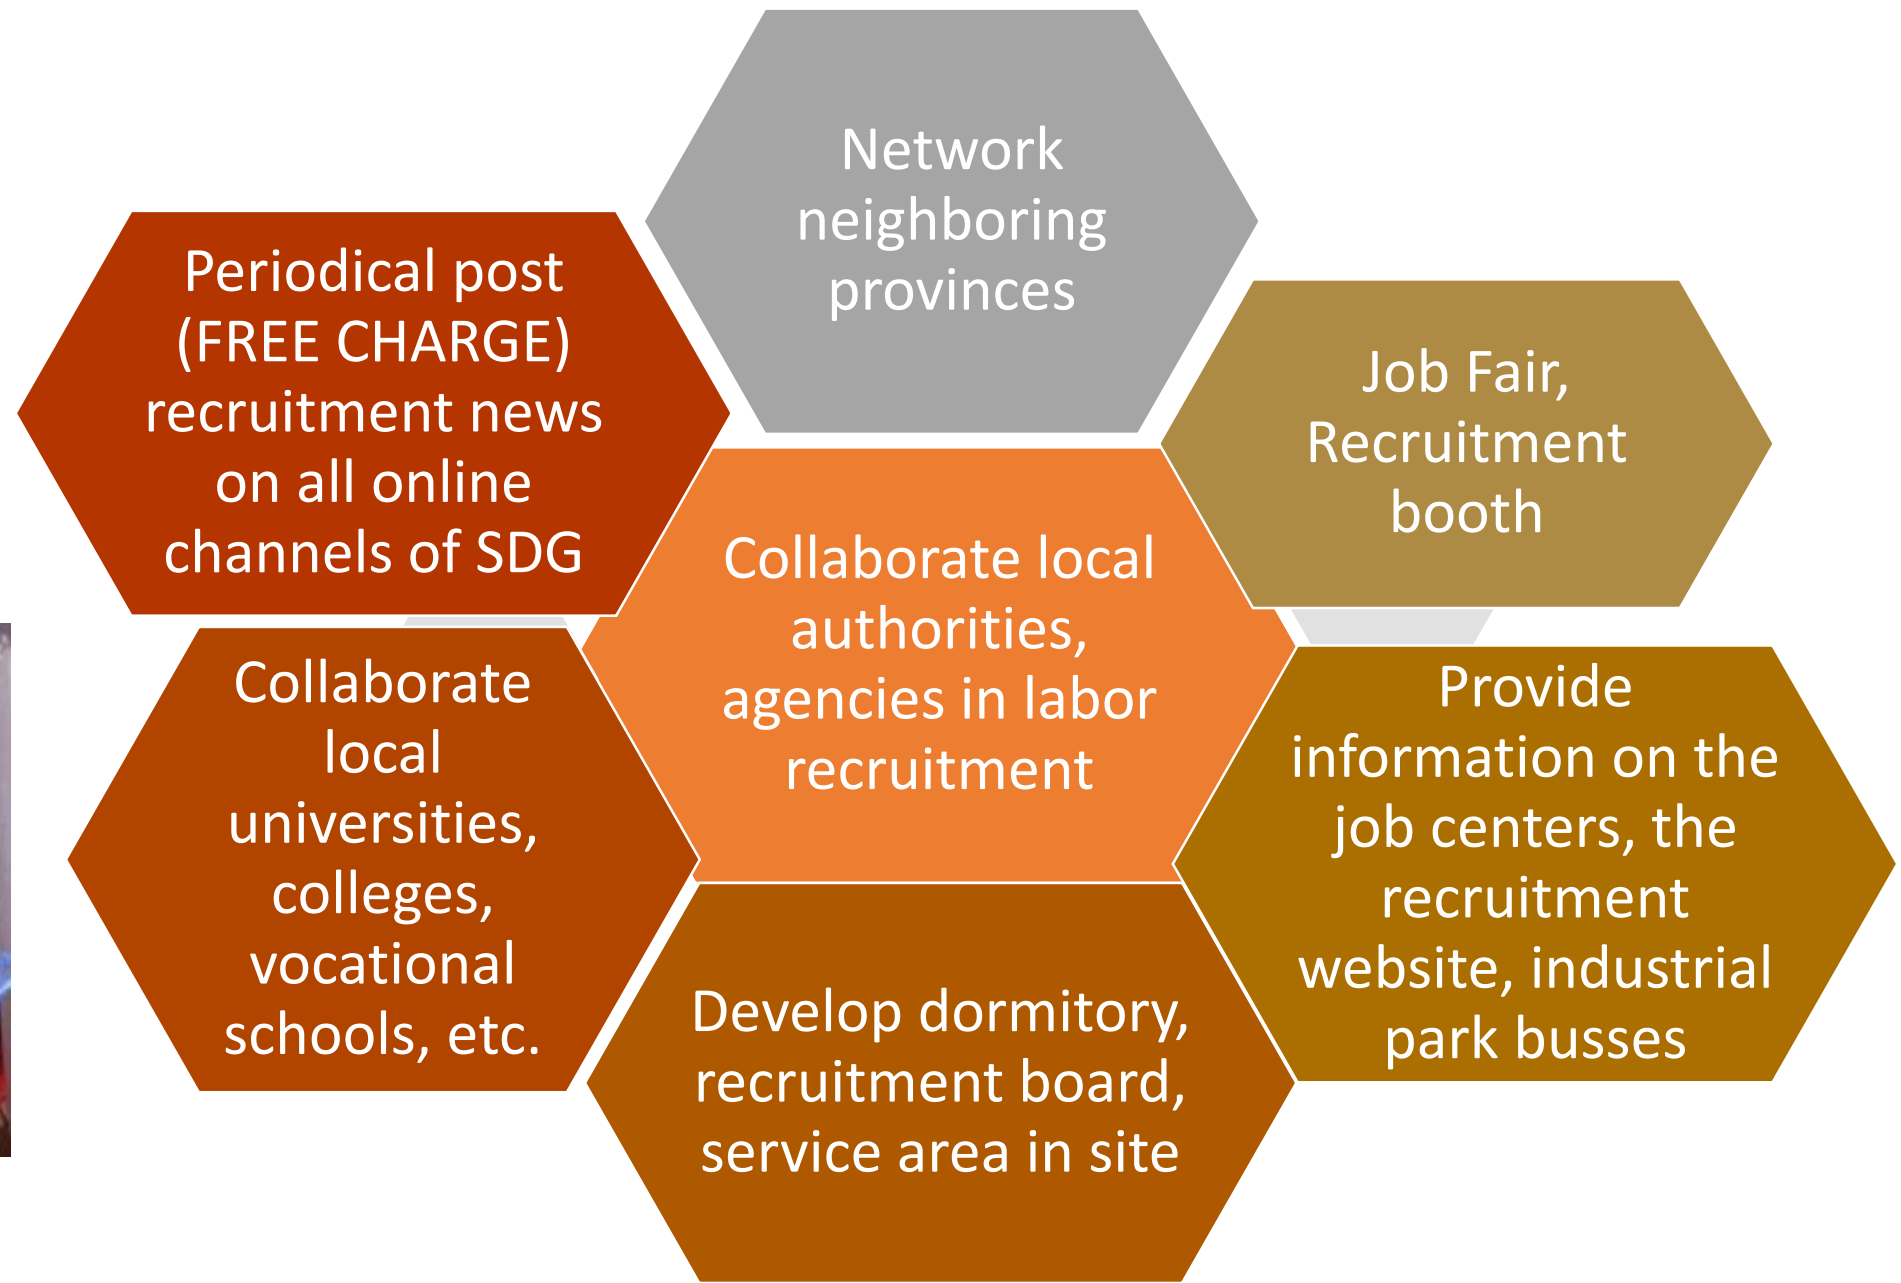 Network
neighboring
provinces
Periodical post
(FREE CHARGE)
recruitment news
on all online
channels of SDG
Job Fair,
Recruitment
booth
Collaborate local
authorities,
agencies in labor
recruitment
Collaborate
local
universities,
colleges,
vocational
schools, etc.
Provide
information on the
job centers, the
recruitment
website, industrial
park busses
Develop dormitory,
recruitment board,
service area in site